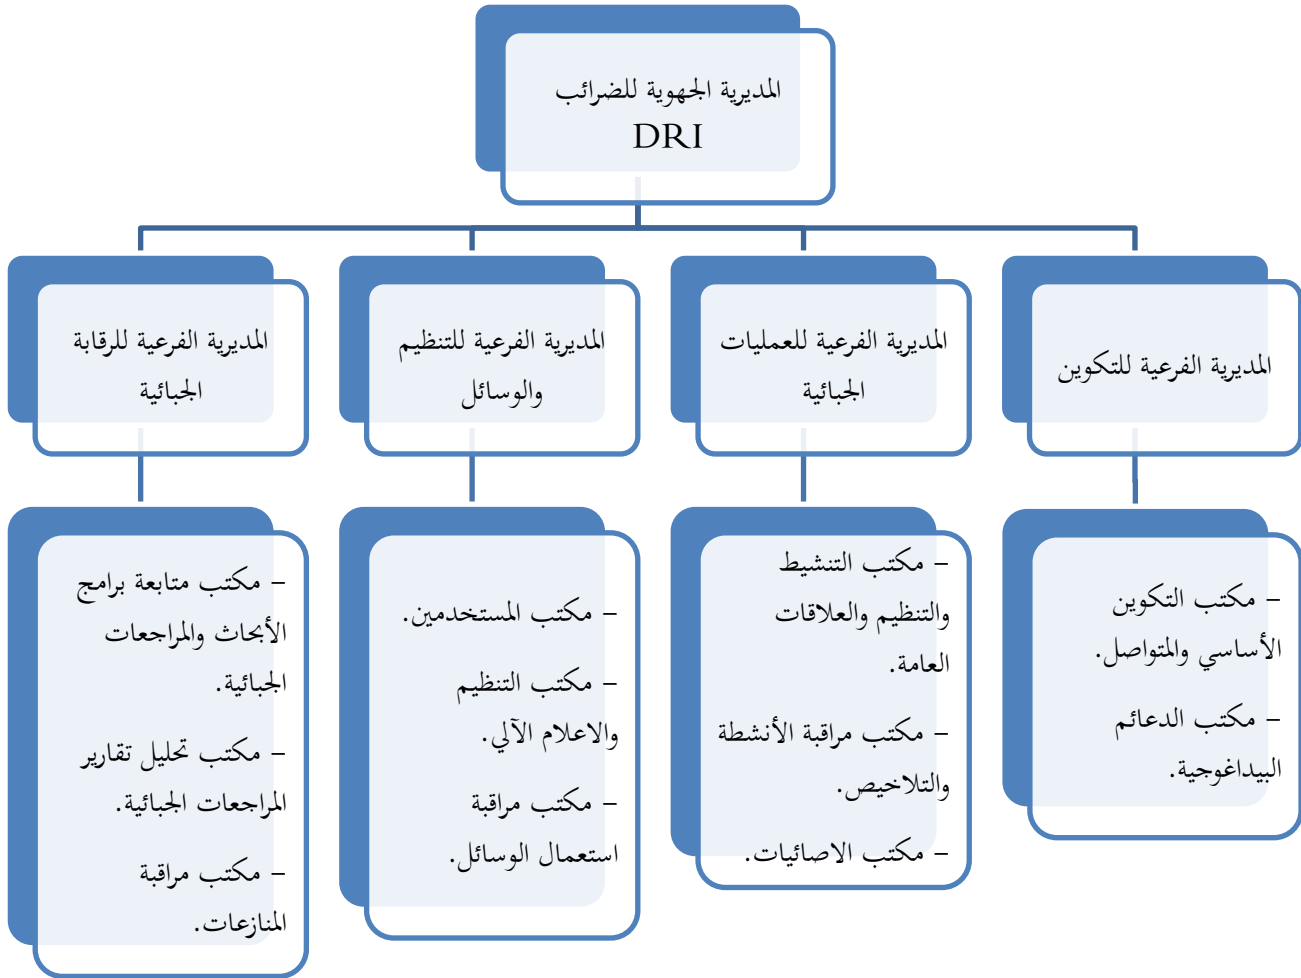 المديرية الجهوية للضرائب
DRI
المديرية الفرعية للتكوين
المديرية الفرعية للعمليات
الجبائية
المديرية الفرعية للتنظيم
والوسائل
المديرية الفرعية للرقابة
الجبائية
– مكتب التكوين
الأساسي والمتواصل.
– مكتب الدعائم
البيداغوجية.
– مكتب التنشيط
والتنظيم والعلاقات
العامة.
– مكتب مراقبة الأنشطة
والتلاخيص.
– مكتب الاصائيات.
– مكتب المستخدمين.
– مكتب التنظيم
والاعلام الآلي.
– مكتب مراقبة
استعمال الوسائل.
– مكتب متابعة برامج
الأبحاث والمراجعات
الجبائية.
– مكتب تحليل تقارير
المراجعات الجبائية.
– مكتب مراقبة
المنازعات.